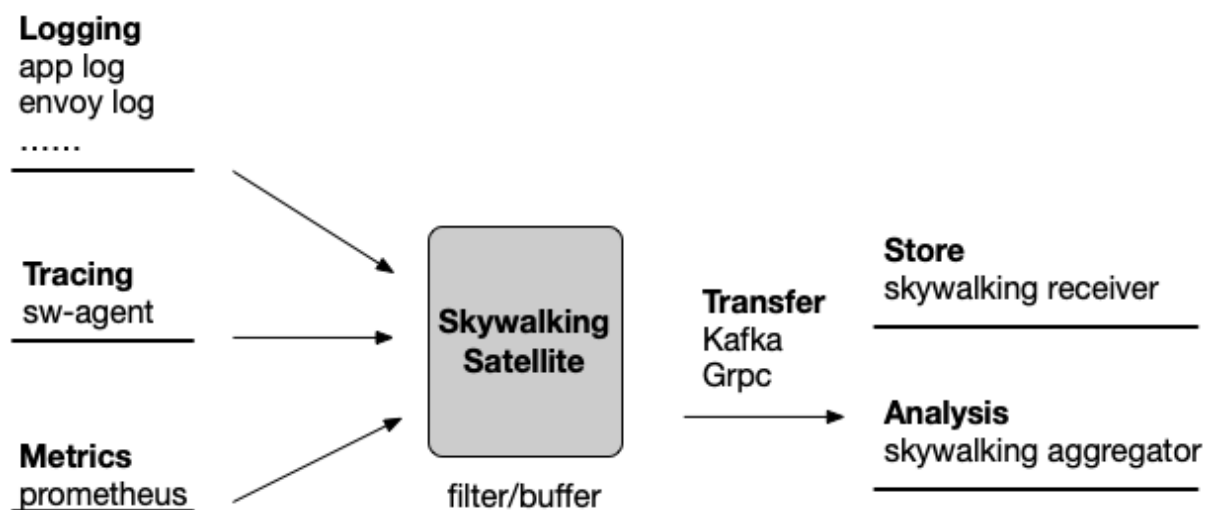 Logging
app log
envoy log
......
Tracing
sw-agent
Metrics
prometheus
Skywalking
Satellite
filter/buffer
Transfer
Kafka
Grpc
Store
skywalking receiver
Analysis
skywalking aggregator